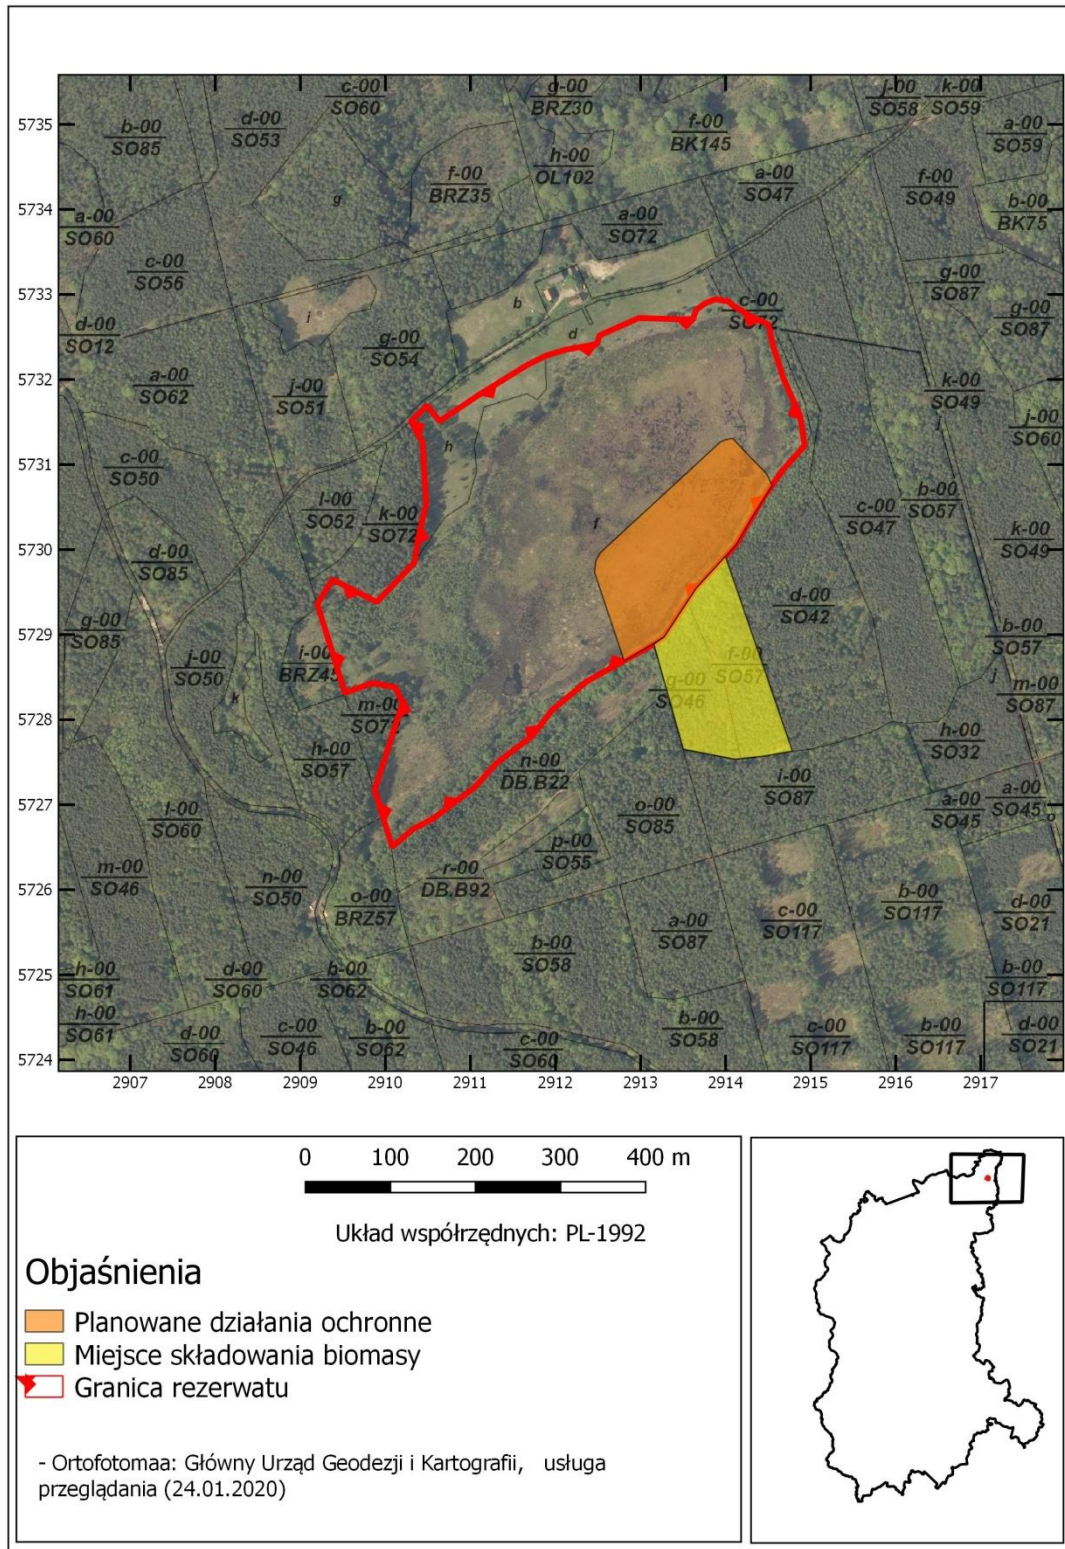 c-00
SO60
g-00
BRZ30
j-00
SO58
k-00
SO59
5735
b-00
SO85
d-00
SO53
f-00
BK145
a-00
SO59
h-00
OL102
f-00
BRZ35
a-00
SO47
f-00
SO49
g
5734
a-00
SO60
a-00
SO72
b-00
BK75
c-00
SO56
g-00
SO87
5733
i
b
c-00
SO72
g-00
SO87
d-00
SO12
g-00
SO54
d
5732
a-00
SO62
j-00
SO51
k-00
SO49
j
j-00
SO60
h
5731
c-00
SO50
l-00
SO52
k-00
SO72
c-00
SO47
b-00
SO57
5730
f
k-00
SO49
d-00
SO85
d-00
SO42
5729
g-00
SO85
b-00
SO57
j-00
SO50
i-00
BRZ45
f-00
SO57
g-00
SO46
j
m-00
SO87
k
5728
m-00
SO72
h-00
SO57
n-00
DB.B22
h-00
SO32
i-00
SO87
5727
l-00
SO60
o-00
SO85
a-00
SO45
a-00
SO45
o
p-00
SO55
5726
m-00
SO46
n-00
SO50
r-00
DB.B92
o-00
BRZ57
b-00
SO117
d-00
SO21
c-00
SO117
a-00
SO87
b-00
SO58
5725
h-00
SO61
d-00
SO60
b-00
SO62
b-00
SO117
h-00
SO61
d-00
SO60
c-00
SO46
b-00
SO62
c-00
SO60
b-00
SO58
c-00
SO117
b-00
SO117
d-00
SO21
5724
2907 2908 2909 2910 2911 2912 2913 2914 2915 2916 2917
0 100 200 300 400 m
Układ współrzędnych: PL-1992
Objaśnienia
Planowane działania ochronne
Miejsce składowania biomasy
Granica rezerwatu
- Ortofotomaa: Główny Urząd Geodezji i Kartografii, usługa
przeglądania (24.01.2020)